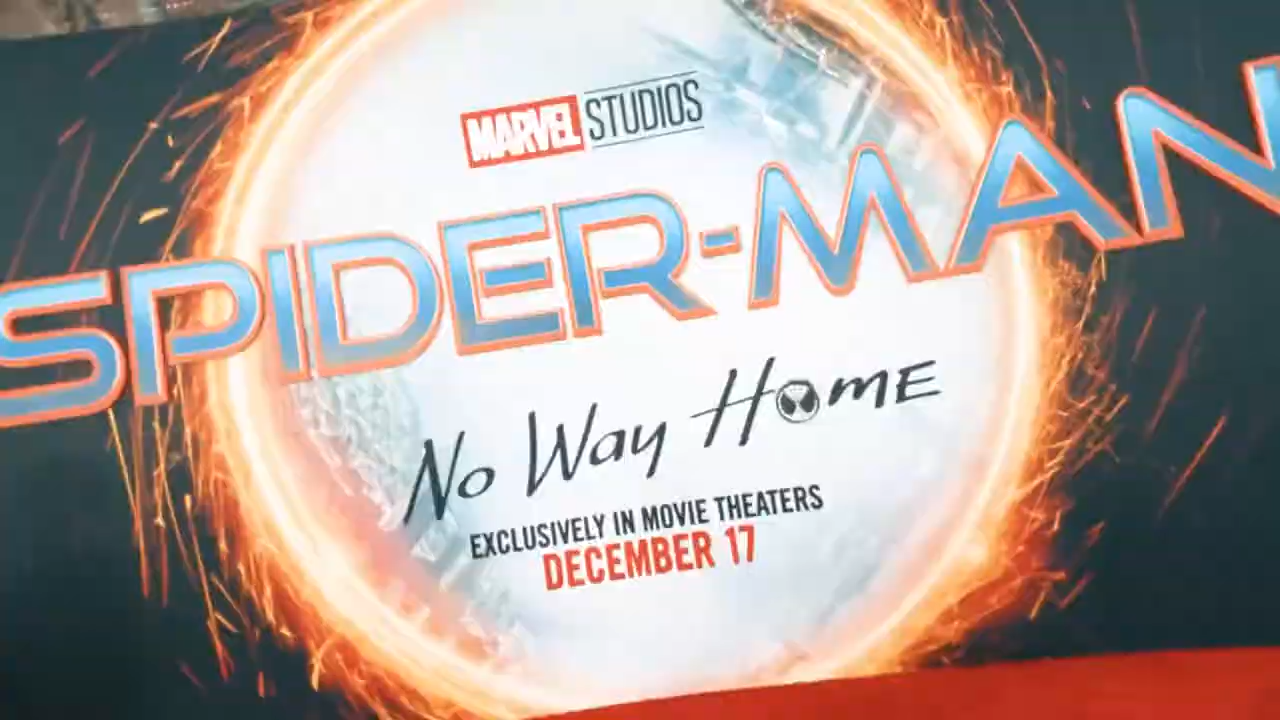 MARVEL STUDIOS
SPIDER-MAN
No Way HomE
EXCLUSIVELY IN MOVIE THEATERS
DECEMBER 17